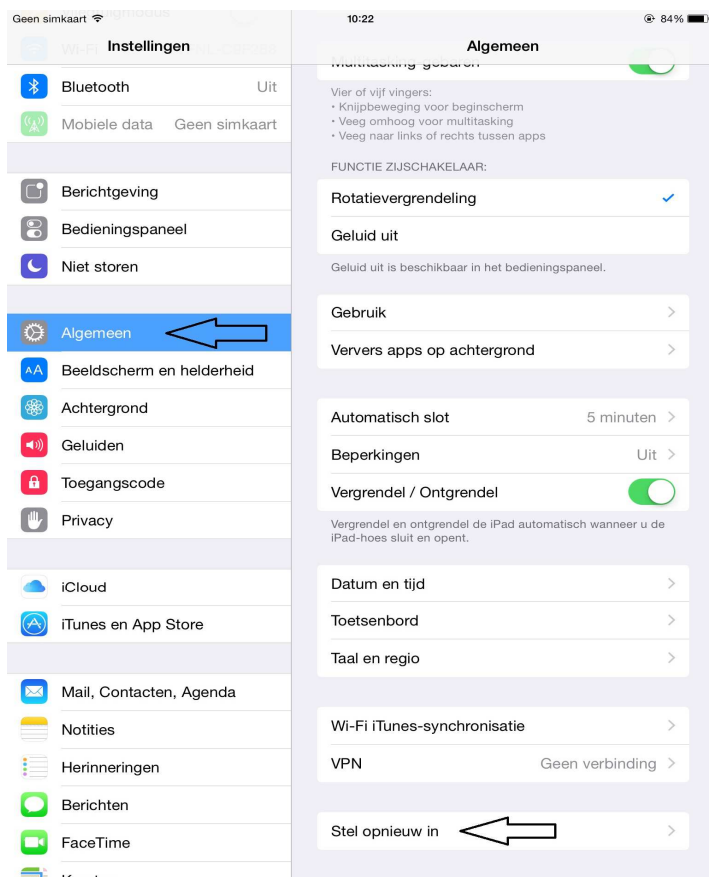 Geen simkaart
10:22
84%
Instellingen
Algemeen
Bluetooth
Uit
Mobiele data
Geen simkaart
Berichtgeving
Bedieningspaneel
Niet storen
Algemeen
Beeldscherm en helderheid
Achtergrond
Geluiden
Toegangscode
Privacy
iCloud
iTunes en App Store
Mail, Contacten, Agenda
Notities
Herinneringen
Berichten
FaceTime
Multitasking-gebaren
Vier of vijf vingers:
• Knijpbeweging voor beginscherm
• Veeg omhoog voor multitasking
• Veeg naar links of rechts tussen apps
FUNCTIE ZIJSCHAKELAAR:
Rotatievergrendeling
Geluid uit
Geluid uit is beschikbaar in het bedieningspaneel.
Gebruik
Ververs apps op achtergrond
Automatisch slot
5 minuten
Beperkingen
Uit
Vergrendel / Ontgrendel
Vergrendel en ontgrendel de iPad automatisch wanneer u de
iPad-hoes sluit en opent.
Datum en tijd
Toetsenbord
Taal en regio
Wi-Fi iTunes-synchronisatie
VPN
Geen verbinding
Stel opnieuw in